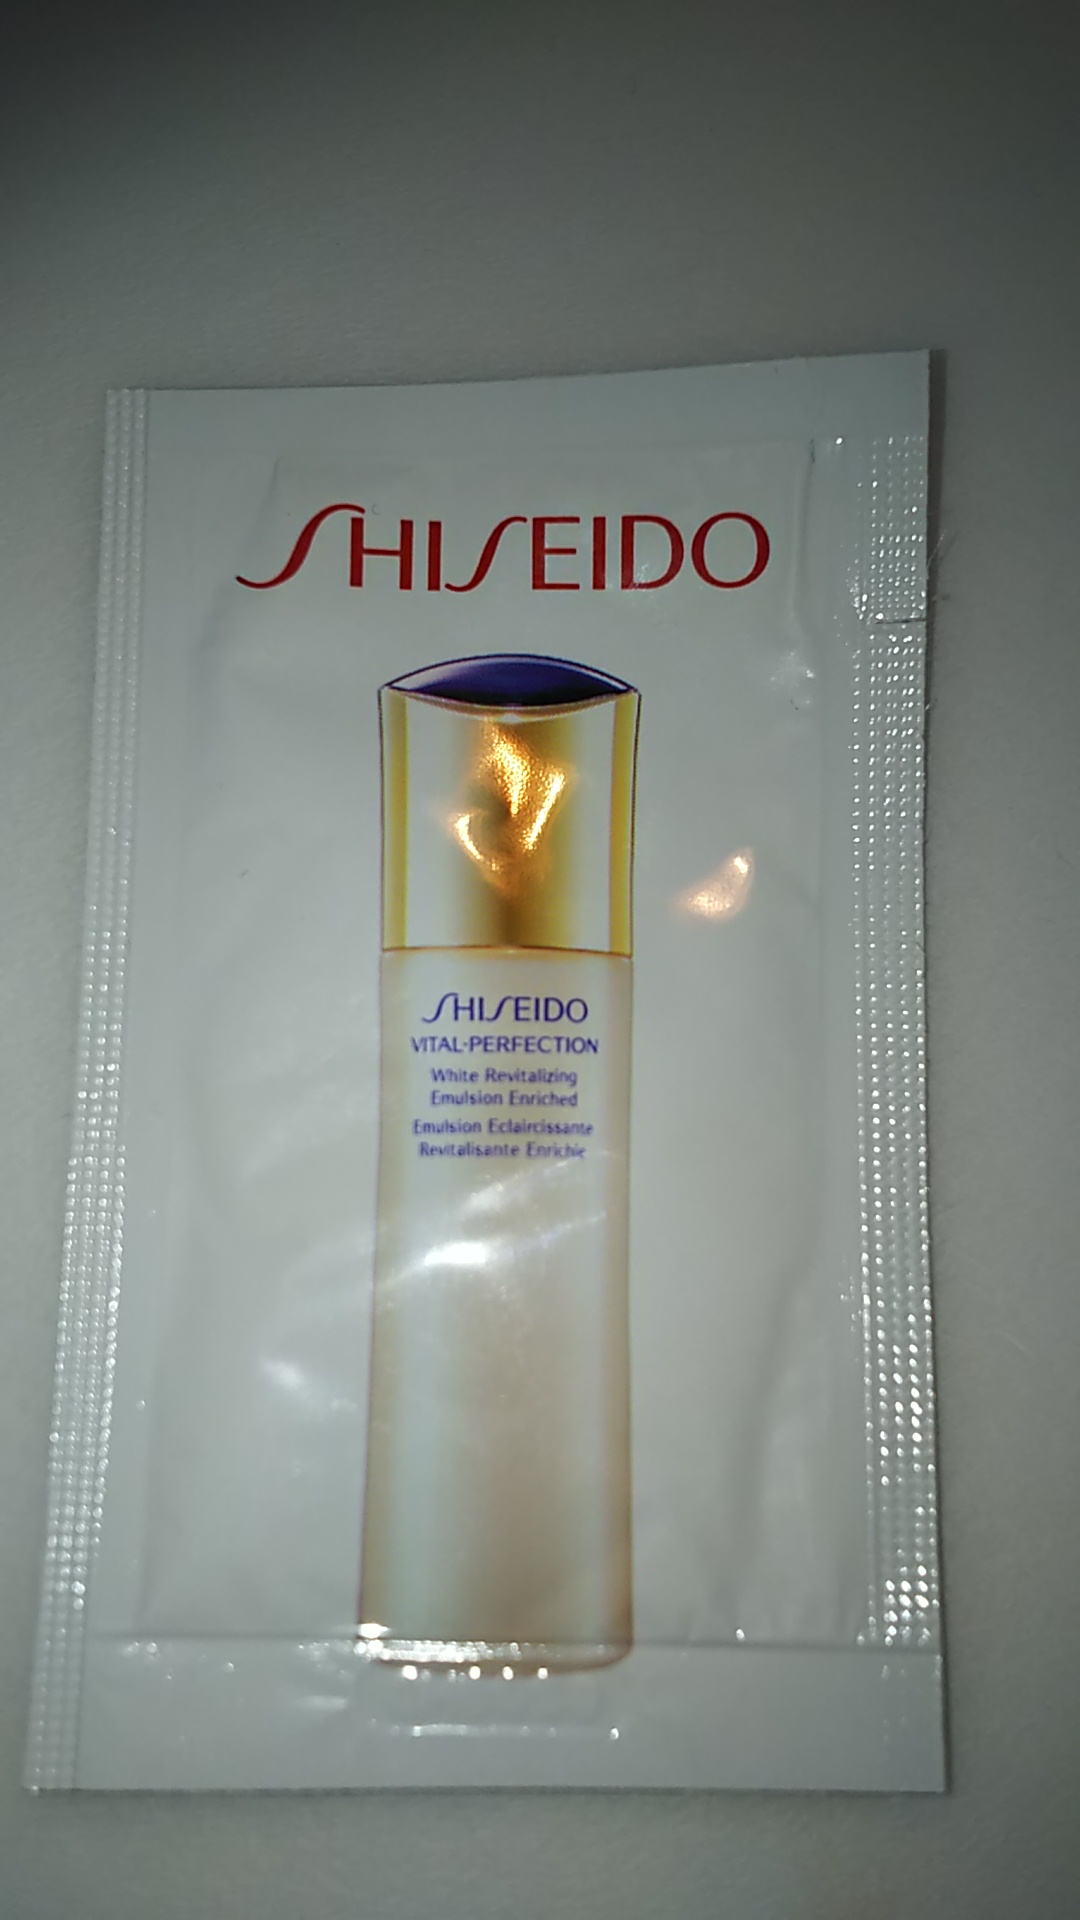 SHISEIDO
SHISEIDO
VITAL-PERFECTION
White Revitalizing
Emulsion Enriched
Emulsion Eclaircissante
Revitalisante Enrichie